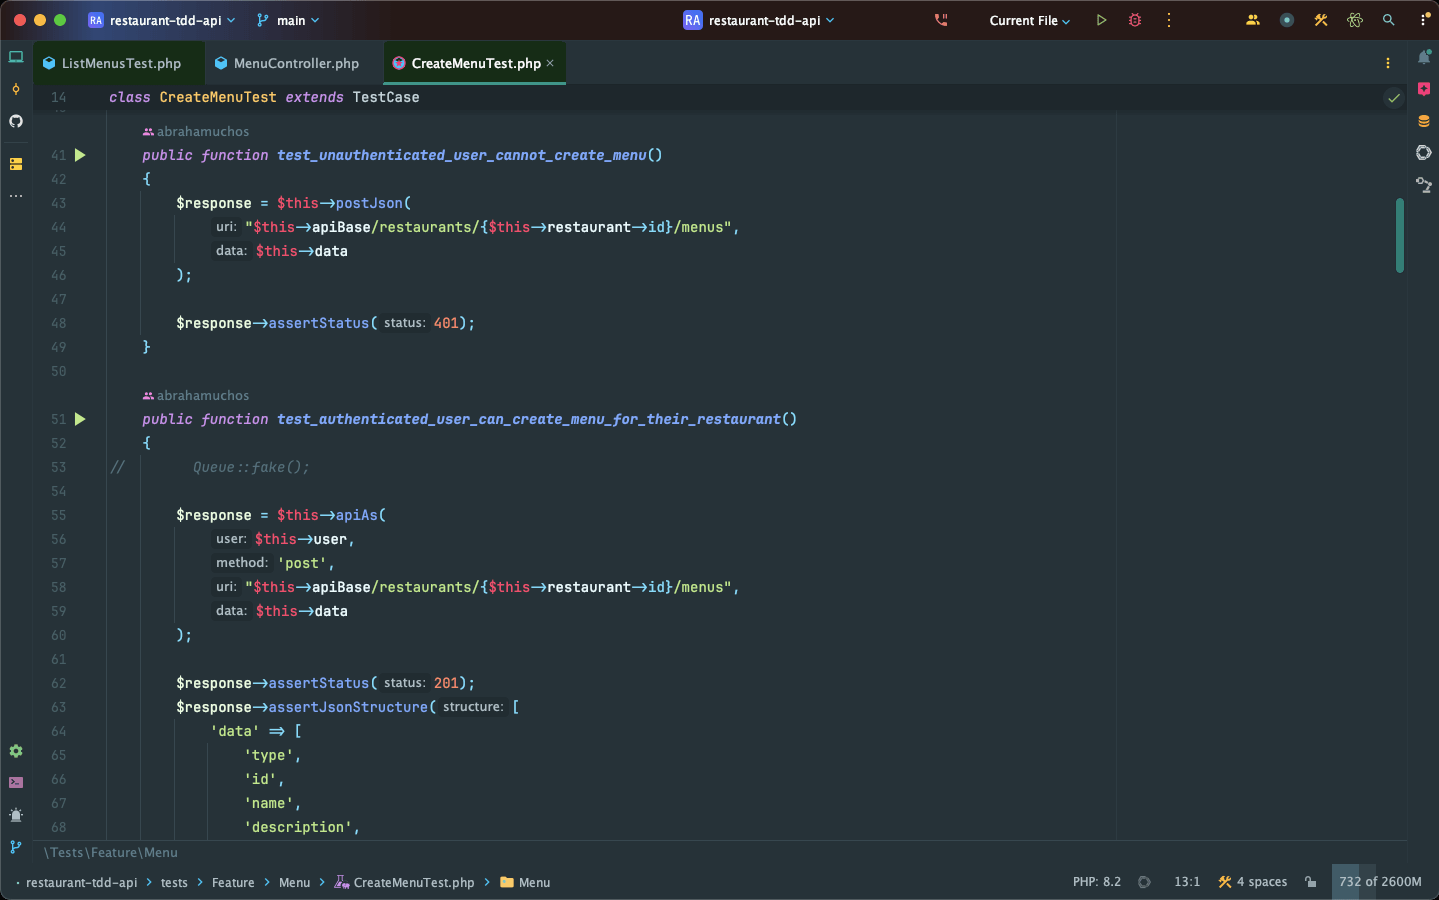 RA restaurant-tdd-api main RA restaurant-tdd-api Current File
ListMenusTest.php MenuController.php CreateMenuTest.php ×
14 class CreateMenuTest extends TestCase
abrahamuchos
41 public function test_unauthenticated_user_cannot_create_menu()
42 {
43 $response = $this->postJson(
44 uri: "$this->apiBase/restaurants/{$this->restaurant->id}/menus",
45 data: $this->data
46 );
47
48 $response->assertStatus( status: 401);
49 }
50
abrahamuchos
51 public function test_authenticated_user_can_create_menu_for_their_restaurant()
52 {
53 // Queue::fake();
54
55 $response = $this->apiAs(
56 user: $this->user,
57 method: 'post',
58 uri: "$this->apiBase/restaurants/{$this->restaurant->id}/menus",
59 data: $this->data
60 );
61
62 $response->assertStatus( status: 201);
63 $response->assertJsonStructure( structure: [
64 'data' => [
65 'type',
66 'id',
67 'name',
68 'description',
\Tests\Feature\Menu
restaurant-tdd-api > tests > Feature > Menu > CreateMenuTest.php > Menu PHP: 8.2 13:1 4 spaces 732 of 2600M